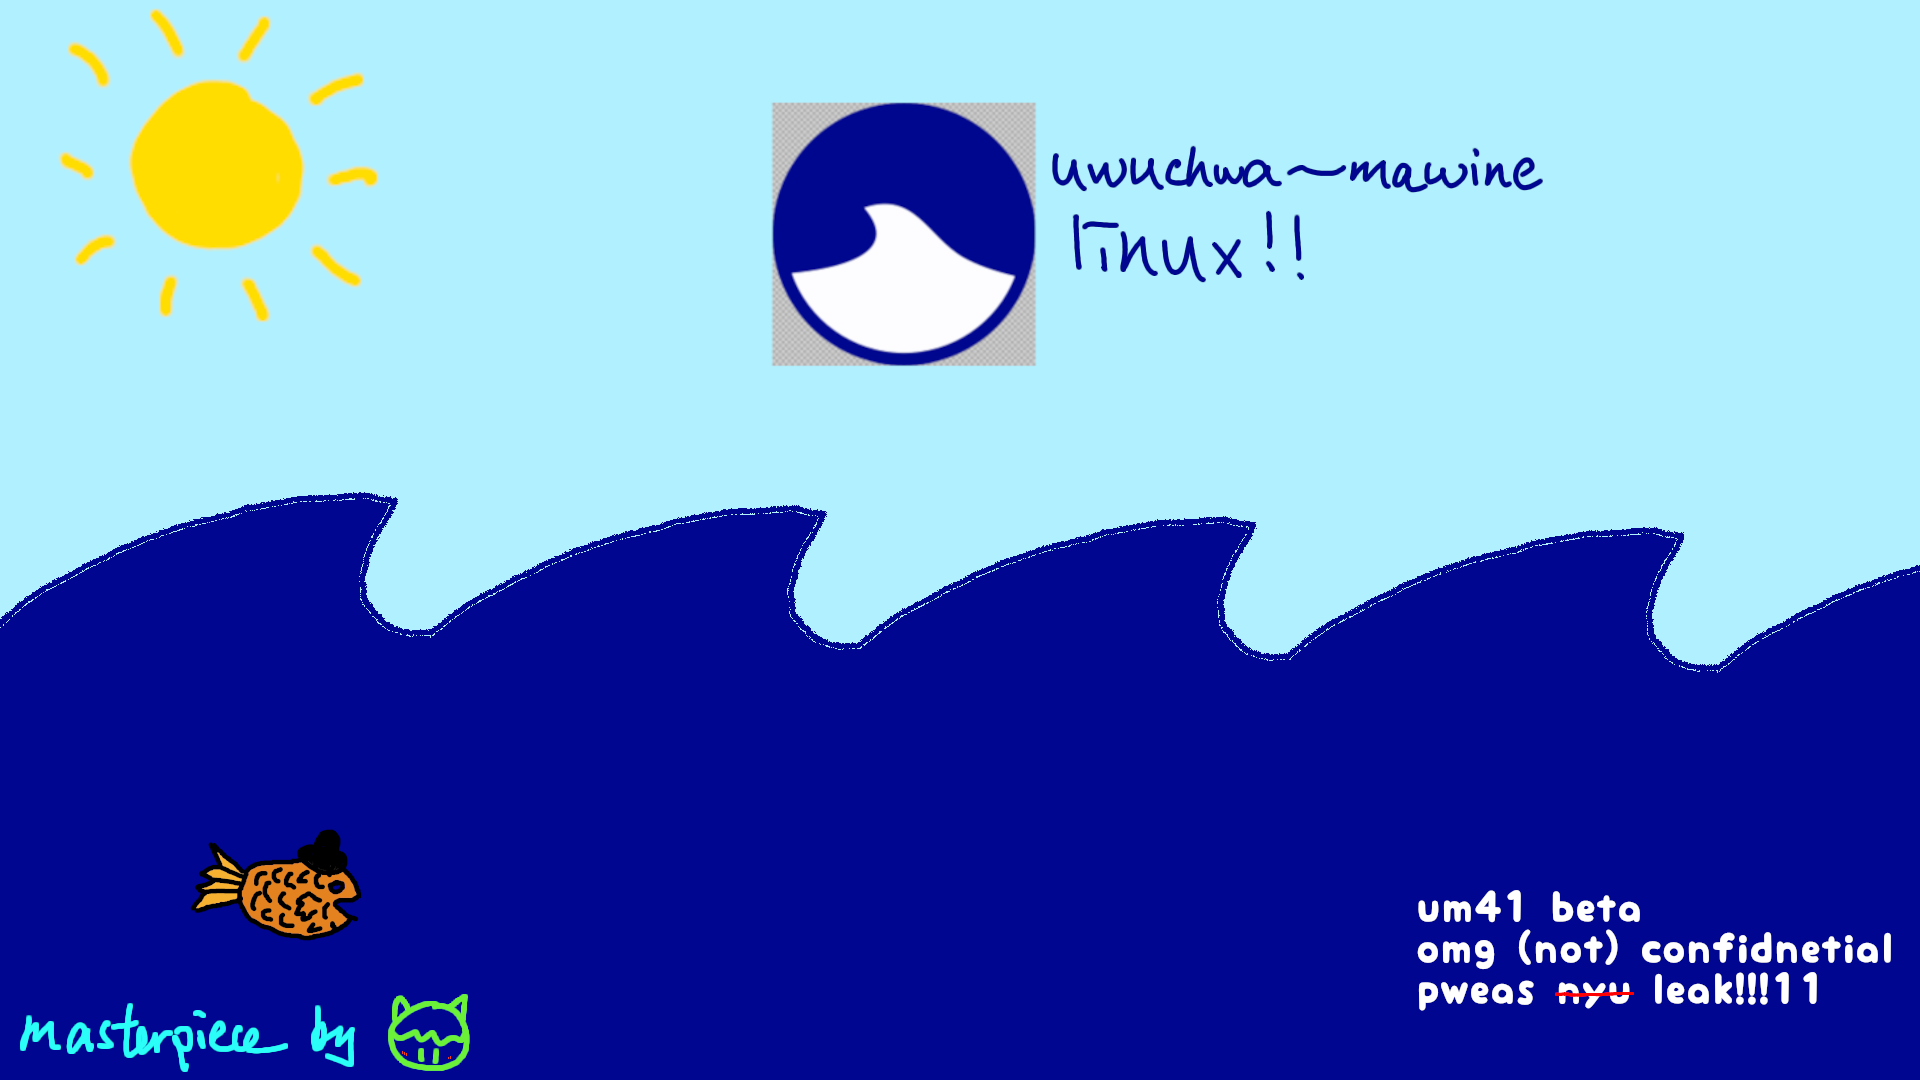 uwuchwa~mawine
linux!!
um41 beta
omg (not) confidnetial
pweas nyu leak!!!11
masterpiece by